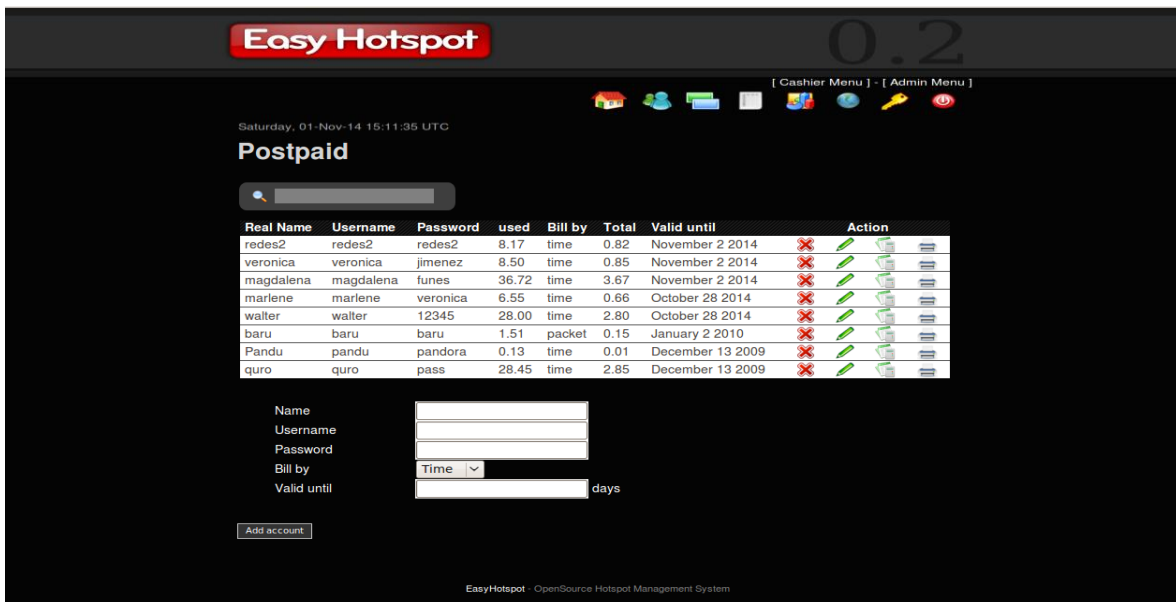 Easy Hotspot 0.2
[ Cashier Menu ] - [ Admin Menu ]
Saturday, 01-Nov-14 15:11:35 UTC
Postpaid
Real Name Username Password used Bill by Total Valid until Action
redes2 redes2 redes2 8.17 time 0.82 November 2 2014
veronica veronica jimenez 8.50 time 0.85 November 2 2014
magdalena magdalena funes 36.72 time 3.67 November 2 2014
marlene marlene veronica 6.55 time 0.66 October 28 2014
walter walter 12345 28.00 time 2.80 October 28 2014
baru baru baru 1.51 packet 0.15 January 2 2010
Pandu pandu pandora 0.13 time 0.01 December 13 2009
quro quro pass 28.45 time 2.85 December 13 2009
Name
Username
Password
Bill by Time
Valid until days
Add account
EasyHotspot - OpenSource Hotspot Management System